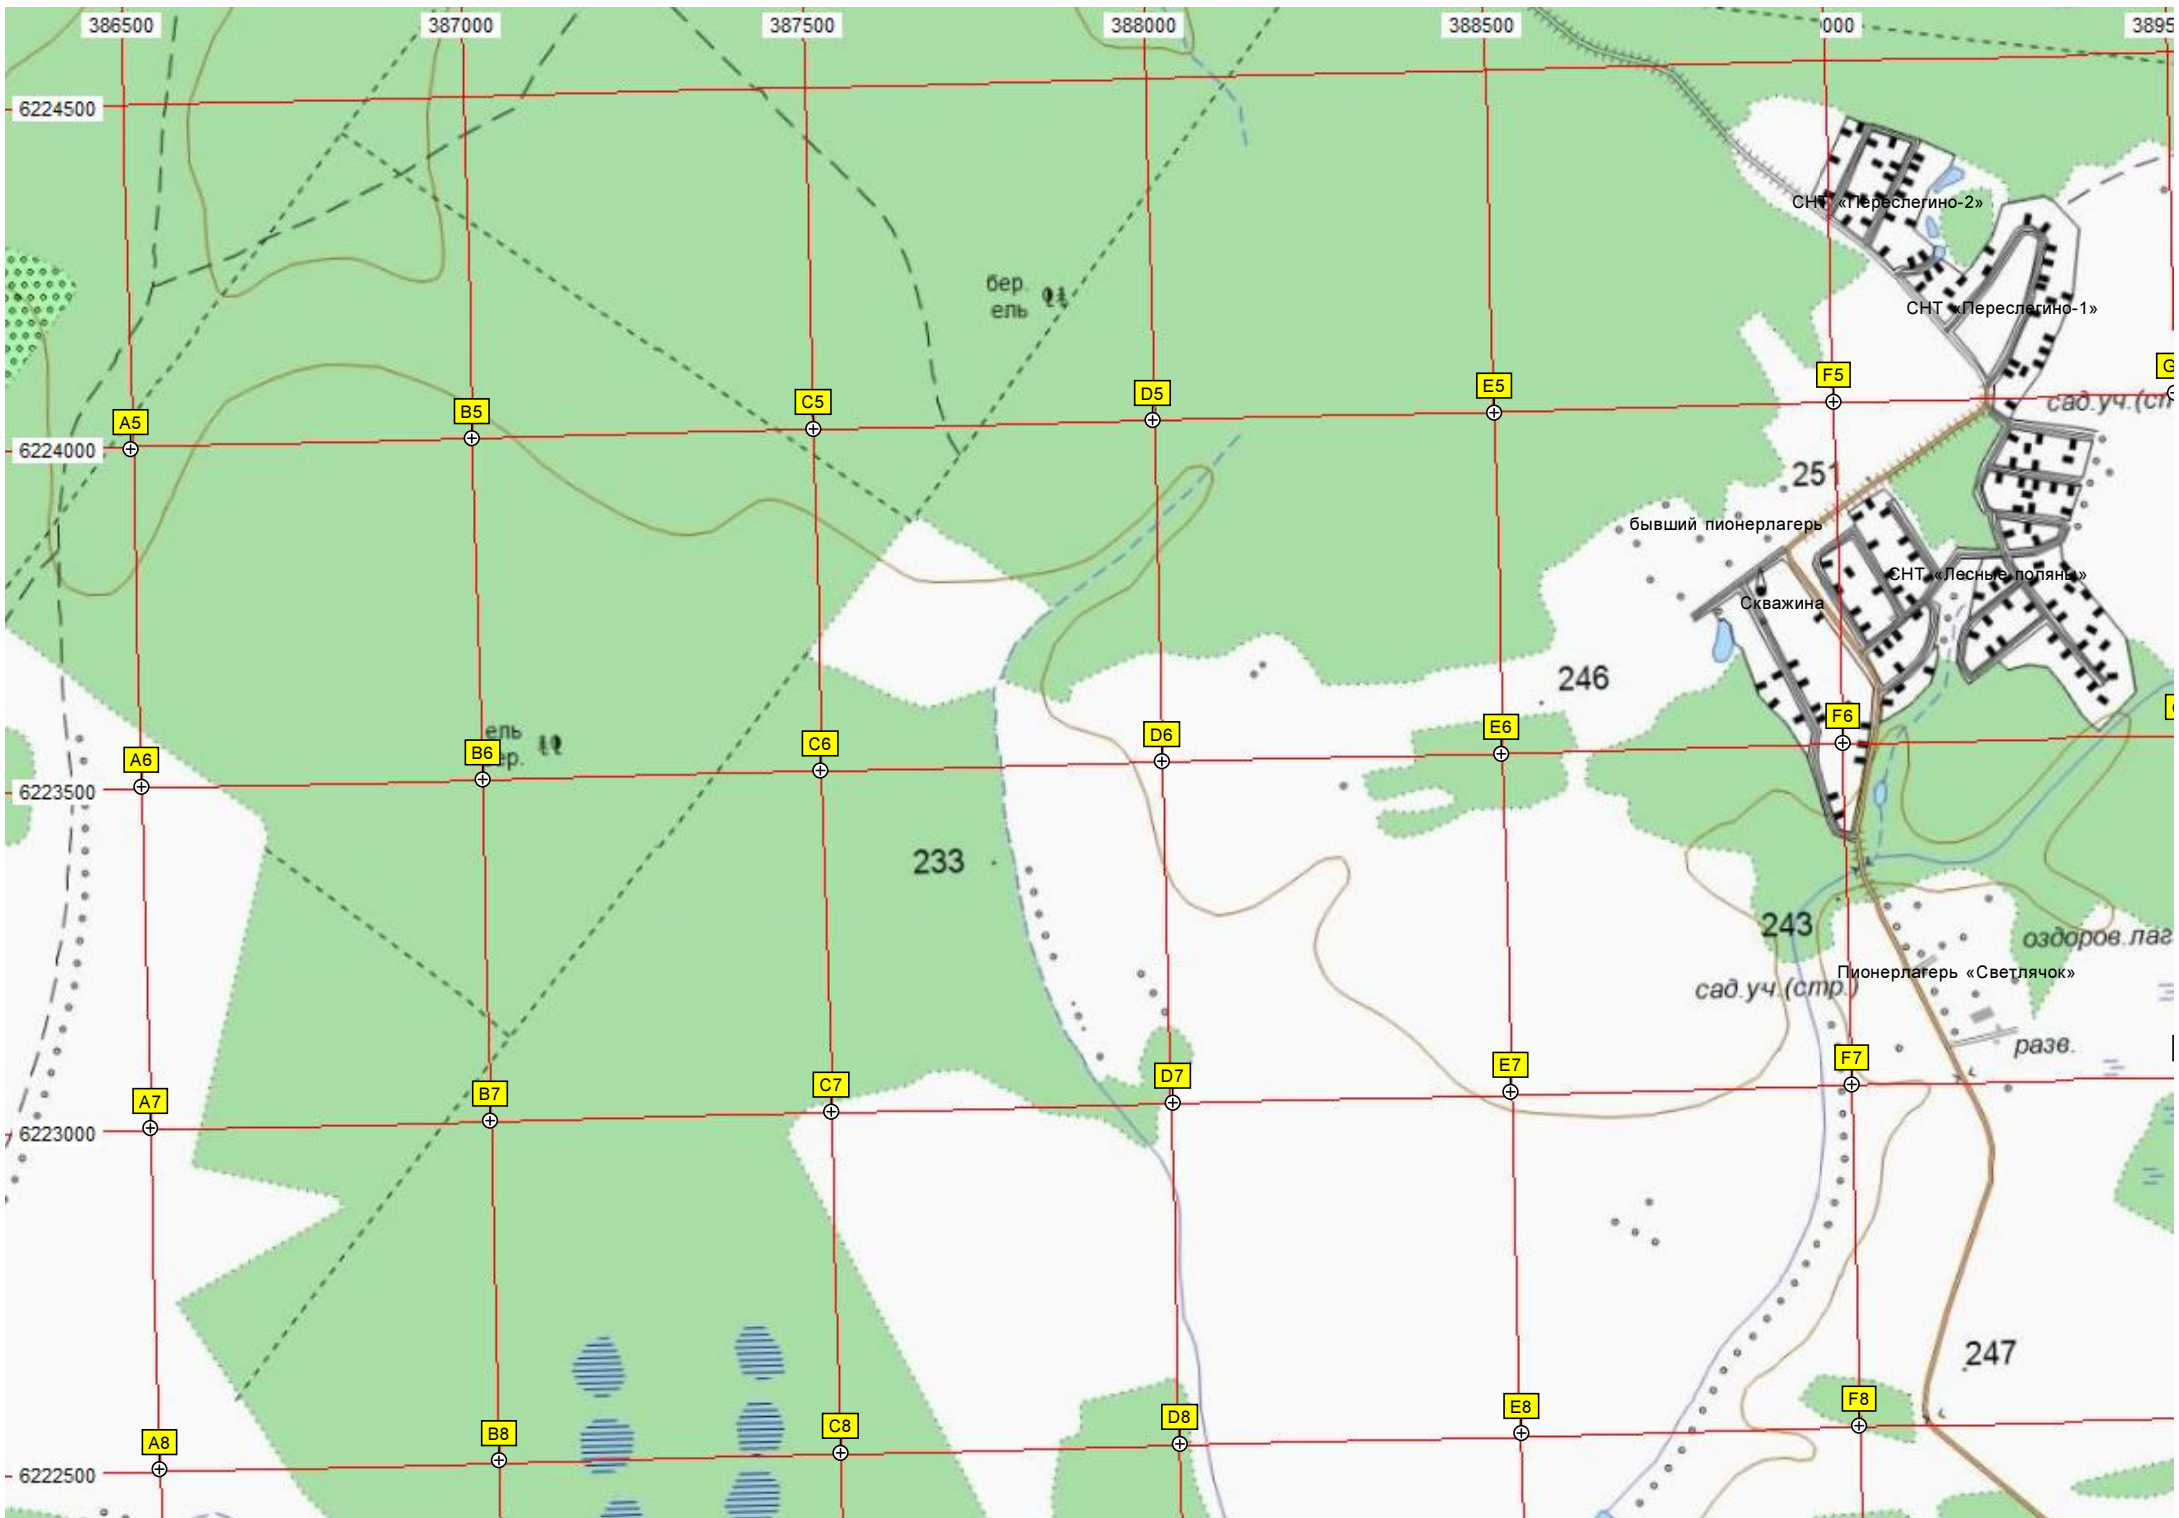 386500 387000 387500 388000 388500 000 3895
6224500
СНТ «Переслегино-2»
бер.
ель
СНТ «Переслегино-1»
A5 B5 C5 D5 E5 F5 G
сад.уч.(ст
6224000
251
бывший пионерлагерь
СНТ «Лесные поляны»
Скважина
246
ель
ер.
A6 B6 C6 D6 E6 F6
6223500
233
243
оздоров.лаг
Пионерлагерь «Светлячок»
сад.уч.(стр.)
разв.
A7 B7 C7 D7 E7 F7
6223000
247
A8 B8 C8 D8 E8 F8
6222500